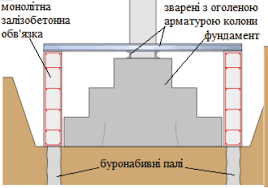 монолітна
залізобетонна
обв'язка
зварені з оголеною
арматурою колони
фундамент
буронабивні палі